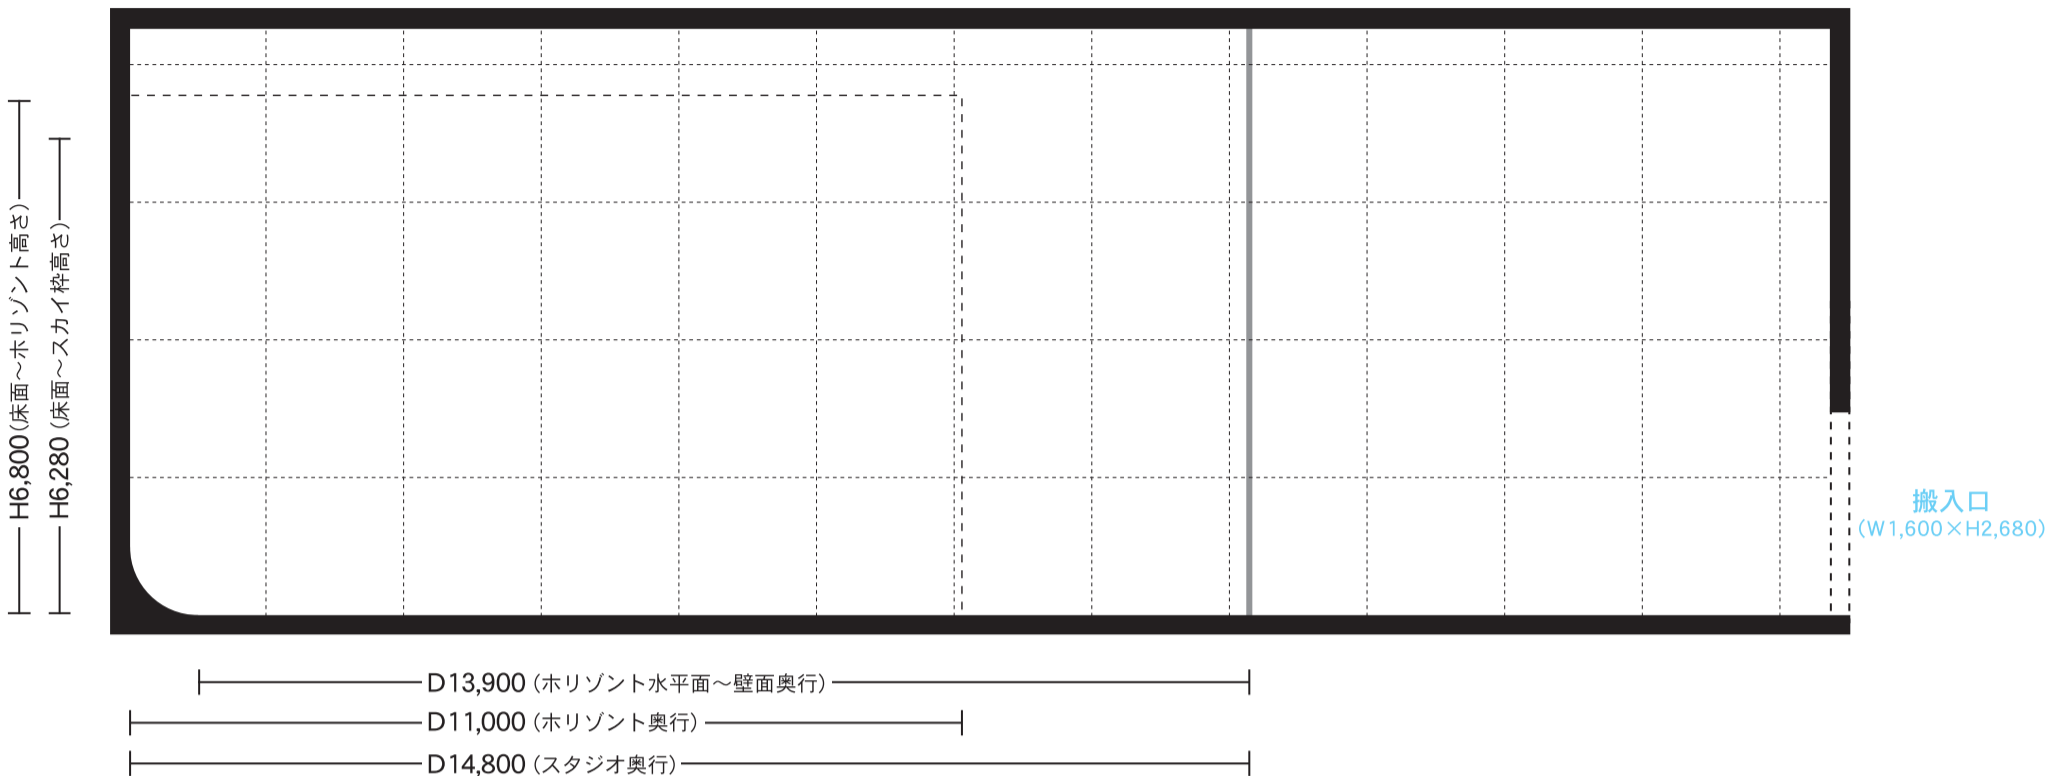 H6,800(床面～ホリゾント高さ)
H6,280 (床面～スカイ枠高さ)
搬入口
(W1,600×H2,680)
D13,900 (ホリゾント水平面～壁面奥行)
D11,000 (ホリゾント奥行)
D14,800 (スタジオ奥行)